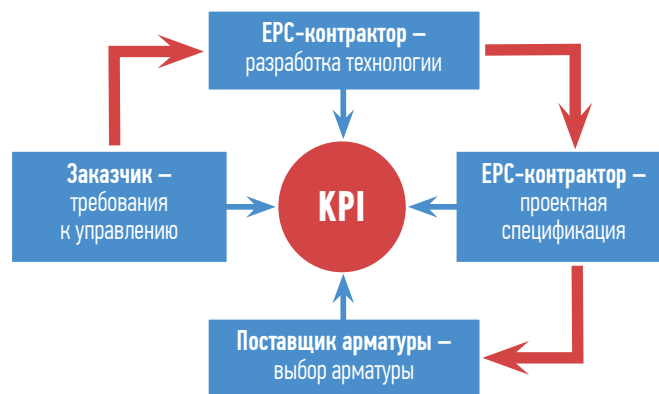 EPC-контрактор –
разработка технологии
Заказчик –
требования
к управлению
KPI
EPC-контрактор –
проектная
спецификация
Поставщик арматуры –
выбор арматуры